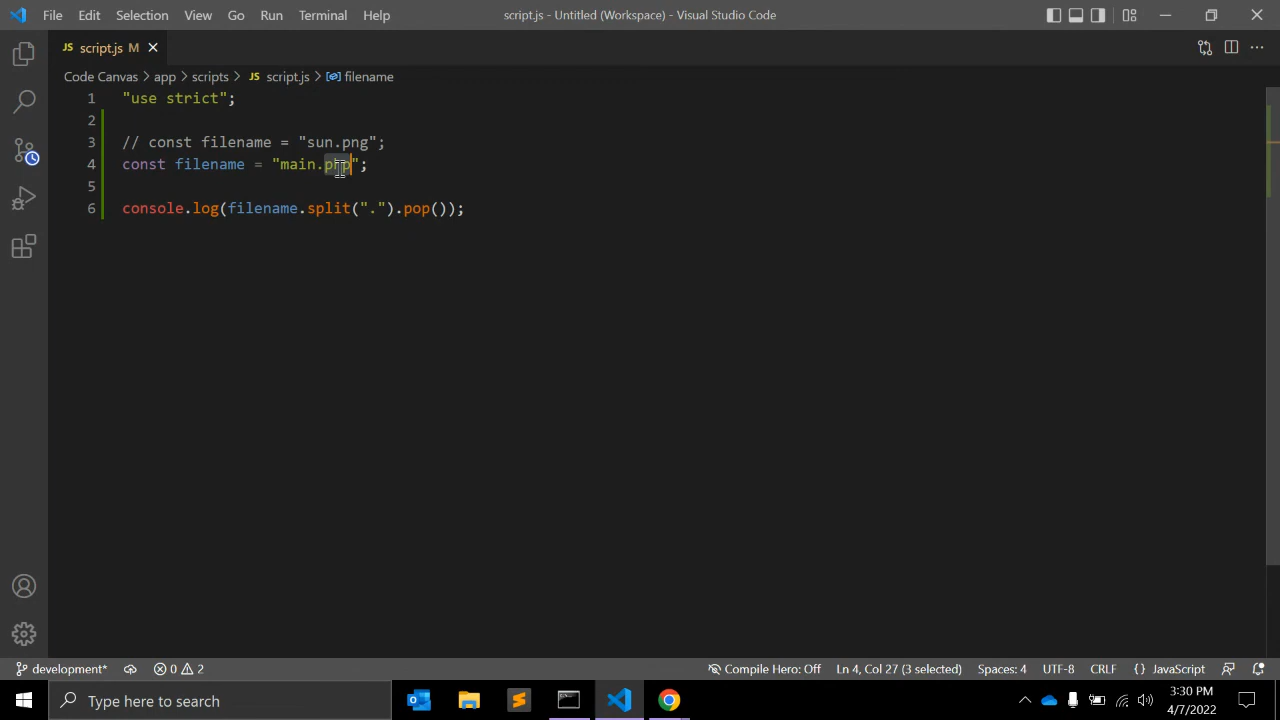 File Edit Selection View Go Run Terminal Help script.js - Untitled (Workspace) - Visual Studio Code
JS script.js M
Code Canvas > app > scripts > JS script.js > filename
1 "use strict";
2
3 // const filename = "sun.png";
4 const filename = "main.php";
5
6 console.log(filename.split(".").pop());
development* 0 2 Compile Hero: Off Ln 4, Col 27 (3 selected) Spaces: 4 UTF-8 CRLF {} JavaScript
Type here to search
3:30 PM
4/7/2022